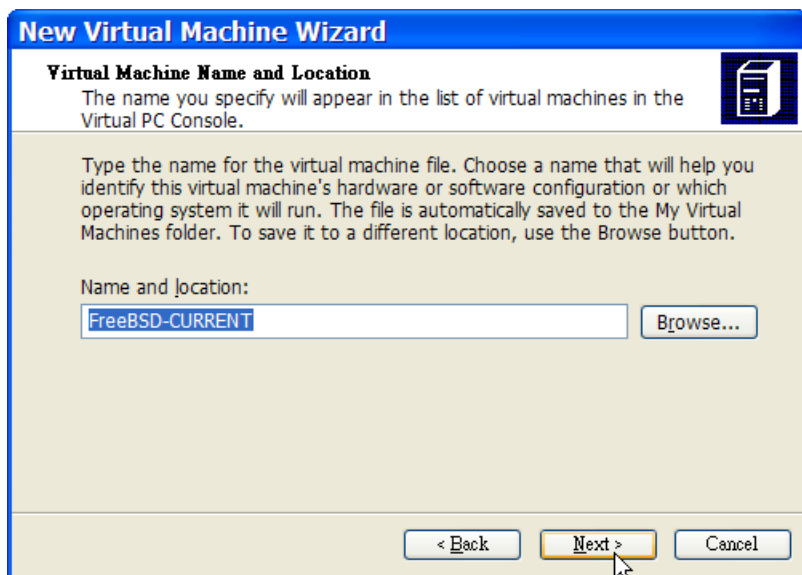 New Virtual Machine Wizard
Virtual Machine Name and Location
The name you specify will appear in the list of virtual machines in the
Virtual PC Console.
Type the name for the virtual machine file. Choose a name that will help you
identify this virtual machine's hardware or software configuration or which
operating system it will run. The file is automatically saved to the My Virtual
Machines folder. To save it to a different location, use the Browse button.
Name and location:
FreeBSD-CURRENT
Browse...
< Back
Next >
Cancel